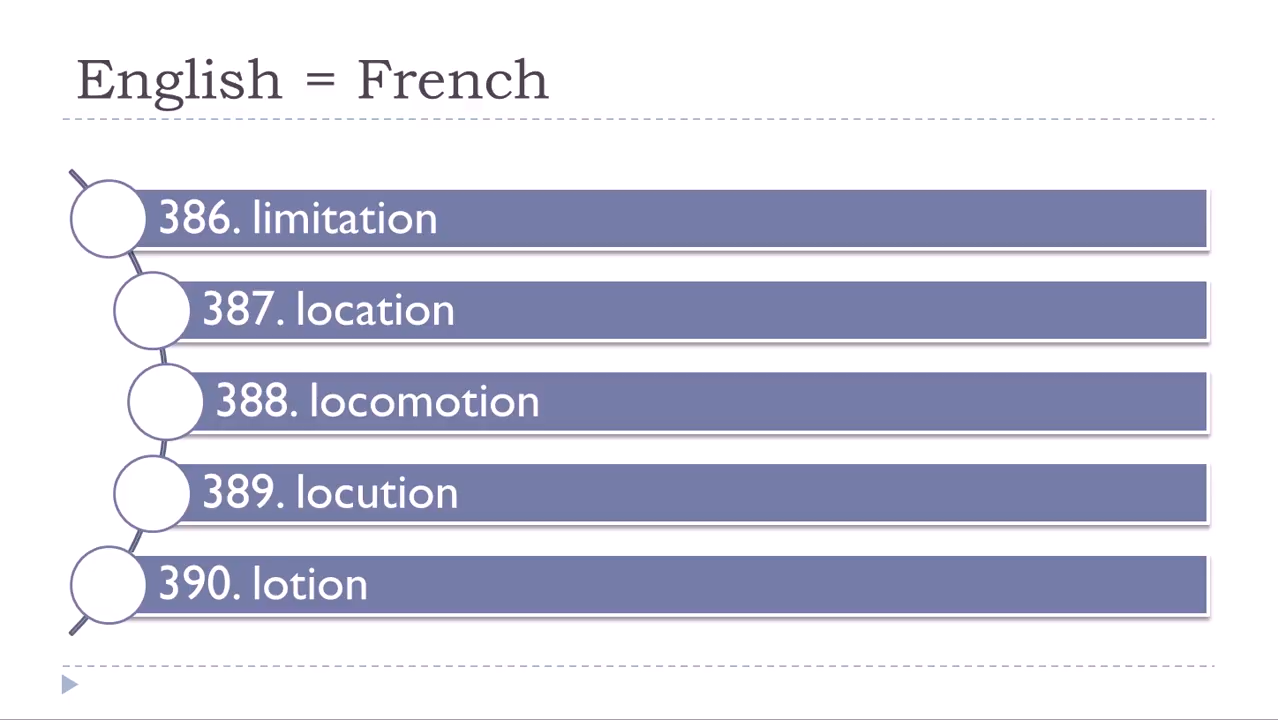 English = French
386. limitation
387. location
388. locomotion
389. locution
390. lotion